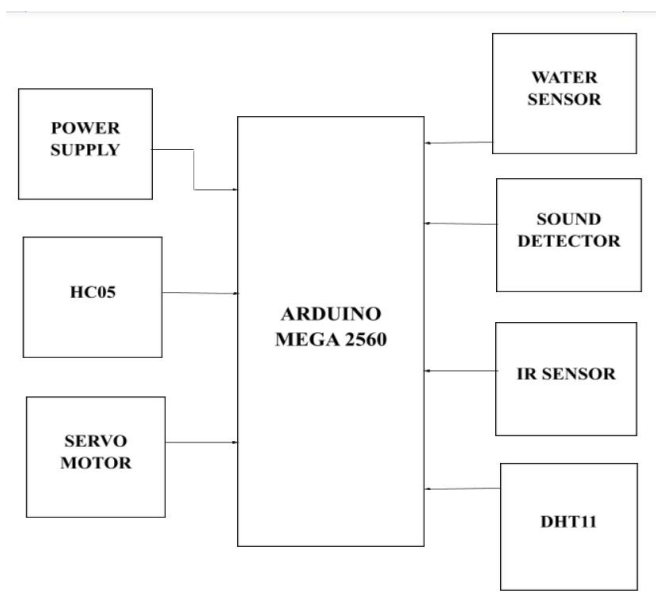 POWER
SUPPLY
HC05
SERVO
MOTOR
ARDUINO
MEGA 2560
WATER
SENSOR
SOUND
DETECTOR
IR SENSOR
DHT11